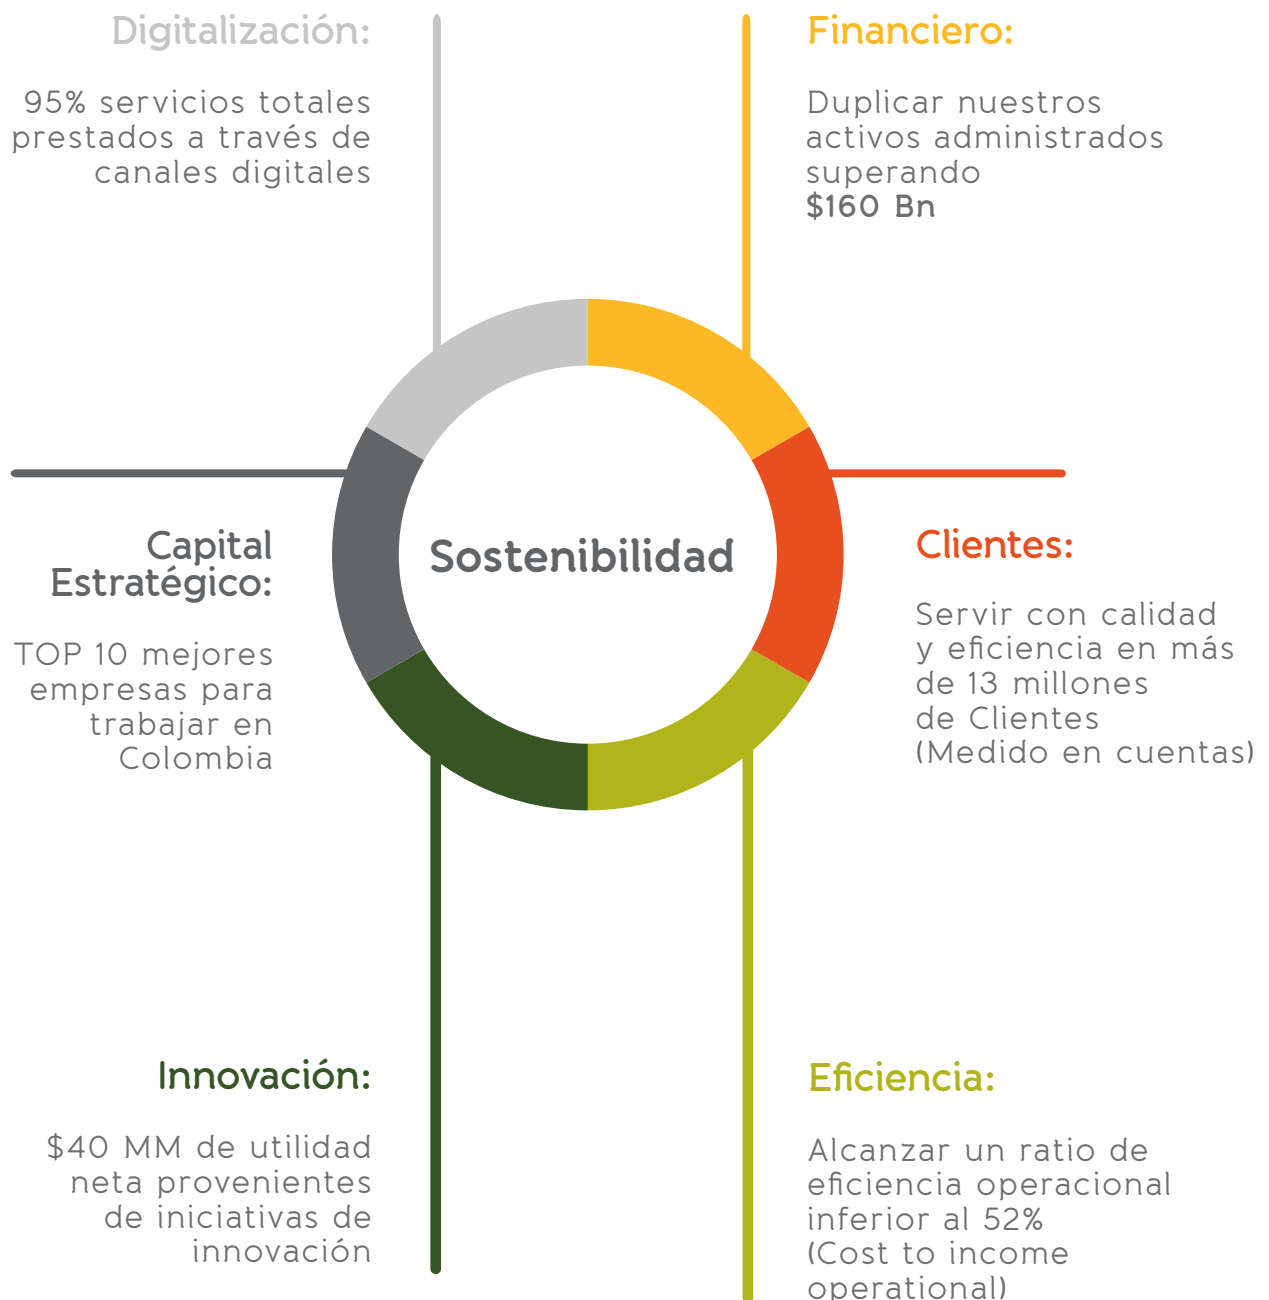 Digitalización:
95% servicios totales
prestados a través de
canales digitales
Financiero:
Duplicar nuestros
activos administrados
superando
$160 Bn
Capital
Estratégico:
TOP 10 mejores
empresas para
trabajar en
Colombia
Sostenibilidad
Clientes:
Servir con calidad
y eficiencia en más
de 13 millones
de Clientes
(Medido en cuentas)
Innovación:
$40 MM de utilidad
neta provenientes
de iniciativas de
innovación
Eficiencia:
Alcanzar un ratio de
eficiencia operacional
inferior al 52%
(Cost to income
operational)